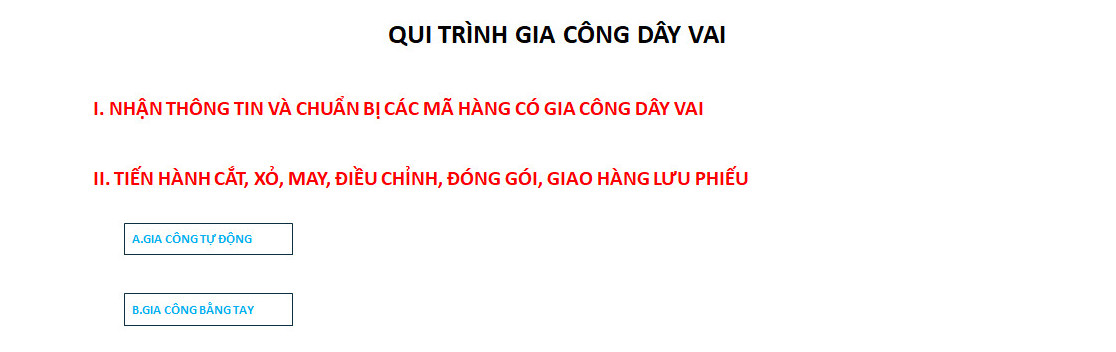 QUI TRÌNH GIA CÔNG DÂY VAI
I. NHẬN THÔNG TIN VÀ CHUẨN BỊ CÁC MÃ HÀNG CÓ GIA CÔNG DÂY VAI
II. TIẾN HÀNH CẮT, XỎ, MAY, ĐIỀU CHỈNH, ĐÓNG GÓI, GIAO HÀNG LƯU PHIẾU
A.GIA CÔNG TỰ ĐỘNG
B.GIA CÔNG BẰNG TAY